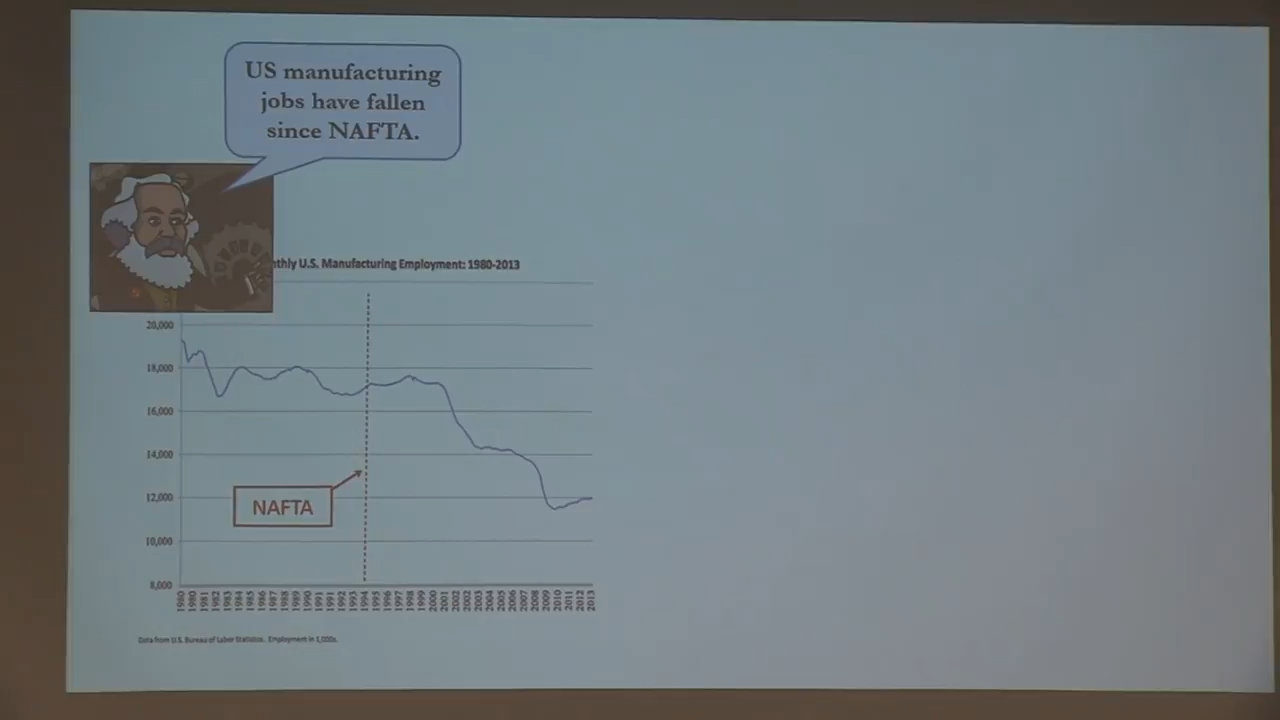 US manufacturing
jobs have fallen
since NAFTA.
nthly U.S. Manufacturing Employment: 1980-2013
20,000
18,000
16,000
14,000
12,000
10,000
8,000
NAFTA
1980 1980 1981 1982 1983 1984 1985 1986 1987 1988 1989 1990 1991 1991 1992 1993 1994 1995 1996 1997 1998 1999 2000 2001 2002 2002 2003 2004 2005 2006 2007 2008 2009 2010 2011 2012 2013
Data from U.S. Bureau of Labor Statistics. Employment in 1,000s.